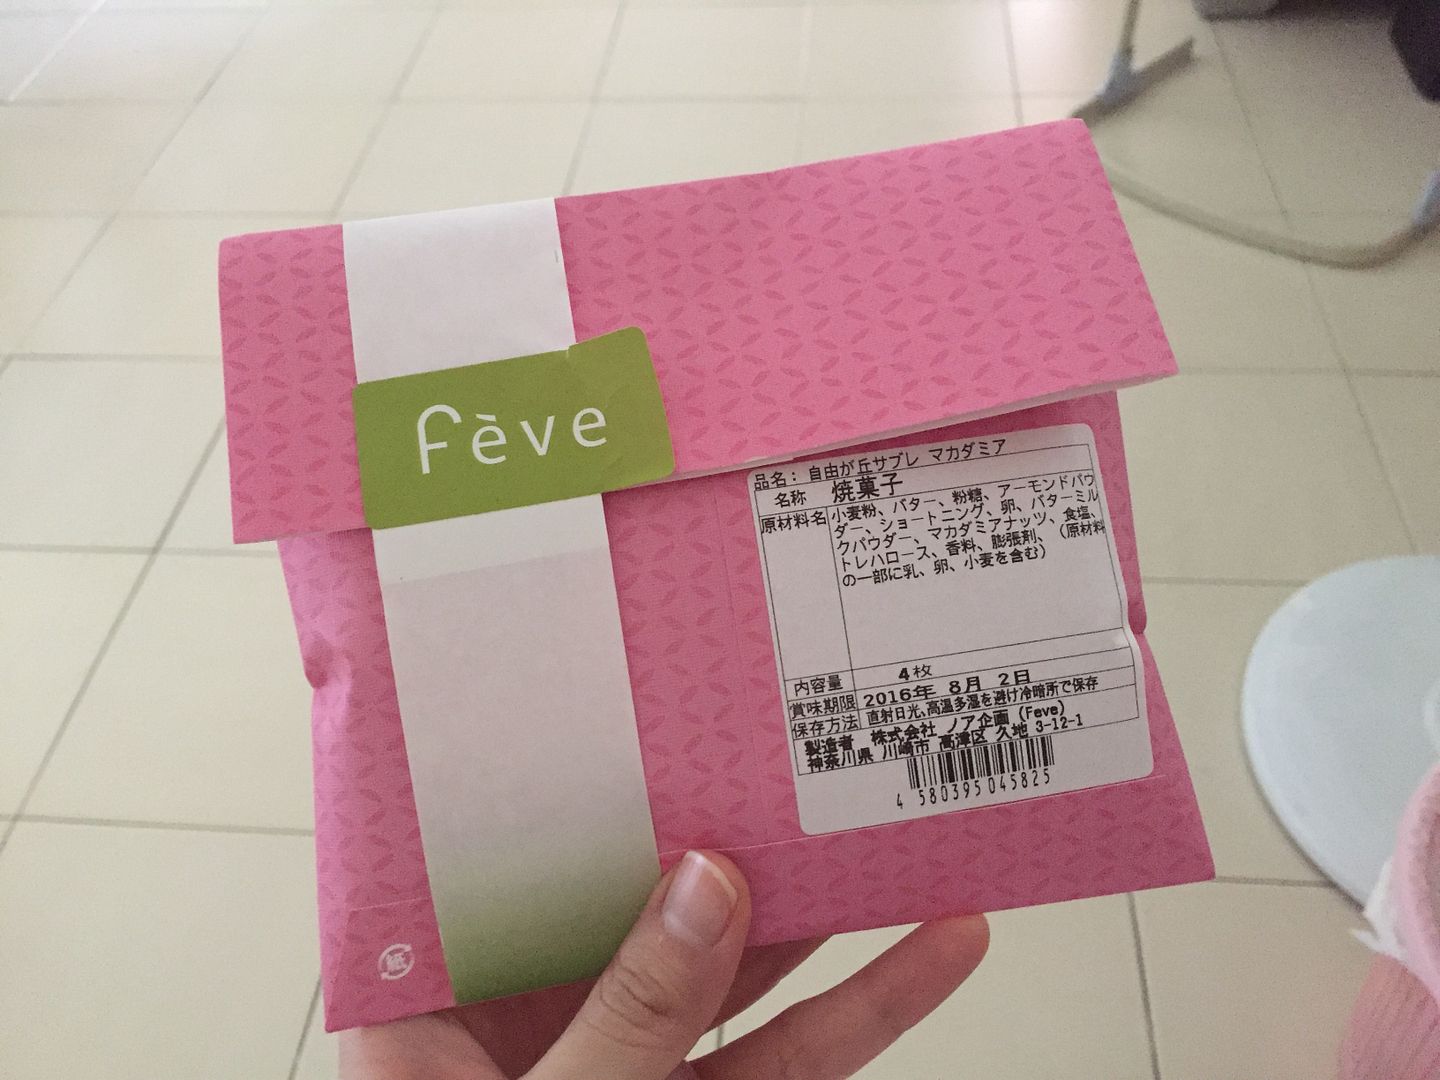 Fève
品名: 自由が丘サブレ マカダミア
名称 焼菓子
原材料名 小麦粉、バター、粉糖、アーモンドパウ
ダー、ショートニング、卵、バターミル
クパウダー、マカダミアナッツ、食塩、
トレハロース、香料、膨張剤、(原材料
の一部に乳、卵、小麦を含む)
内容量 4枚
賞味期限 2016年 8月 2日
保存方法 直射日光、高温多湿を避け冷暗所で保存
製造者 株式会社 ノア企画 (Feve)
神奈川県 川崎市 高津区 久地 3-12-1
4 580395 045825
紙